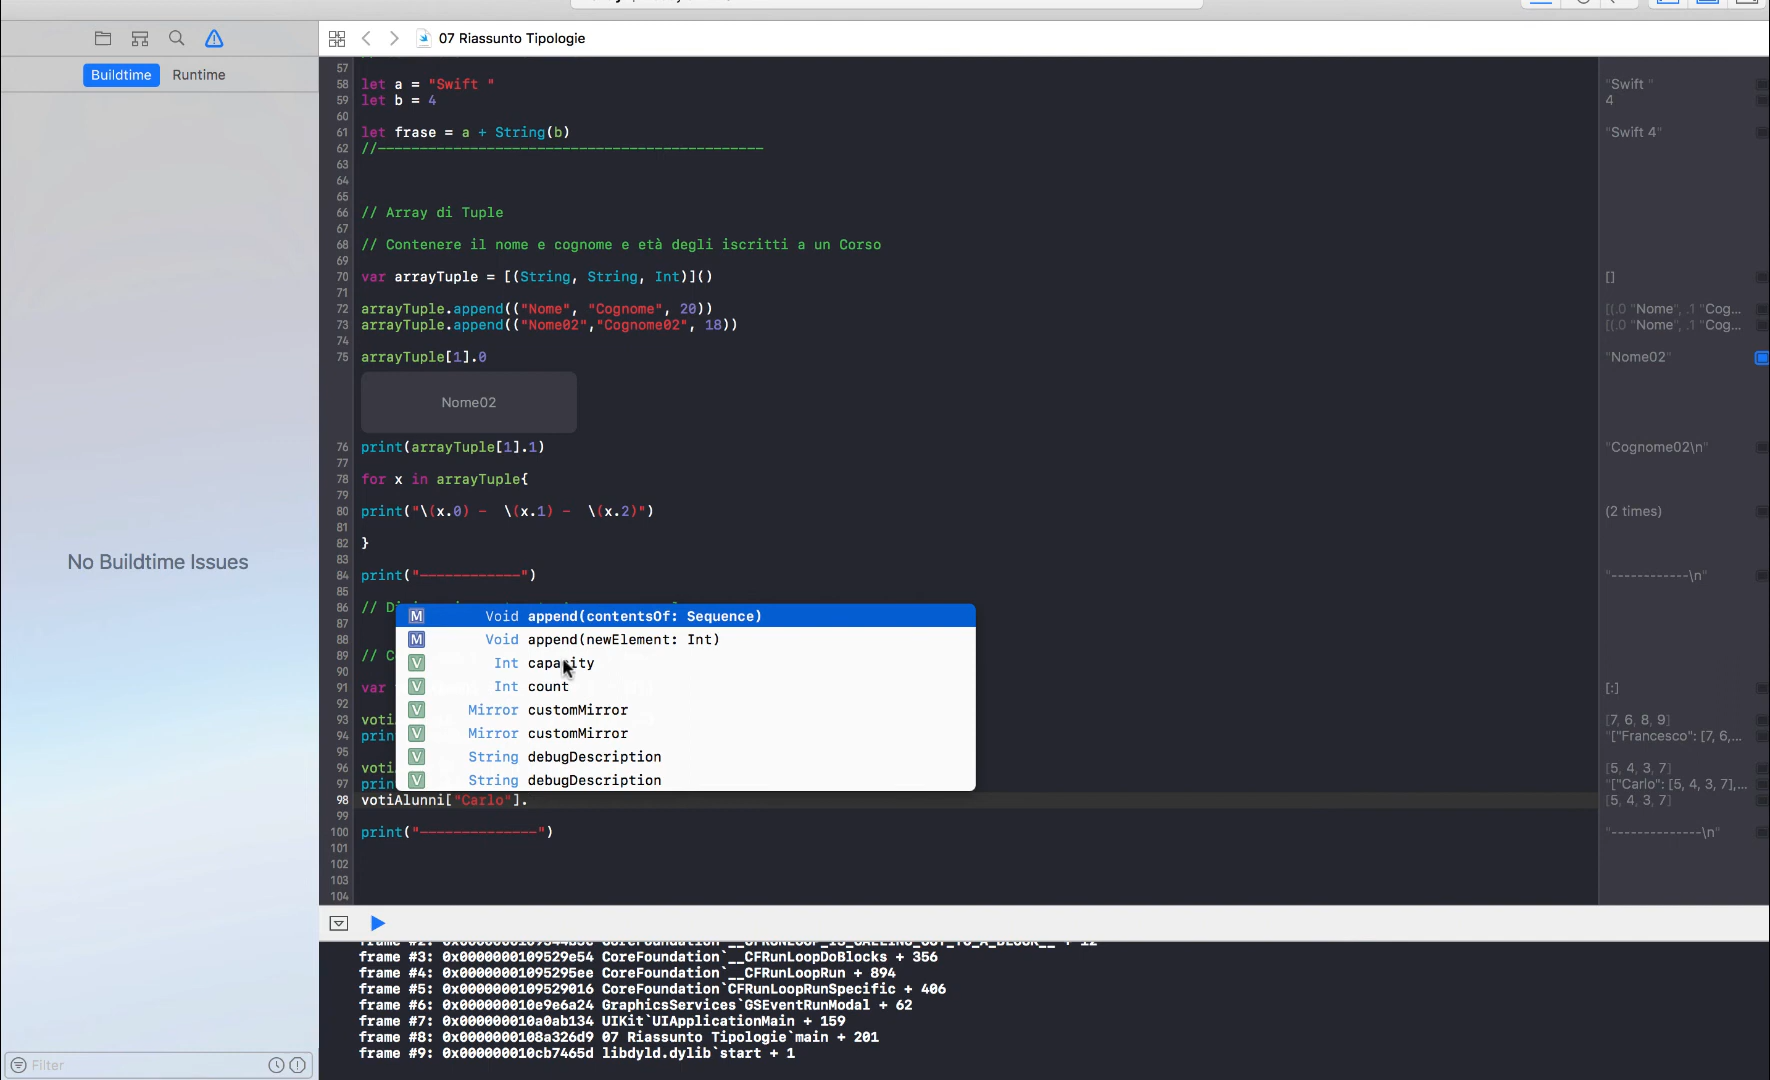 07 Riassunto Tipologie
Buildtime Runtime
57
58 let a = "Swift " "Swift "
59 let b = 4 4
60
61 let frase = a + String(b) "Swift 4"
62 //----------------------------------------------
63
64
65
66 // Array di Tuple
67
68 // Contenere il nome e cognome e età degli iscritti a un Corso
69
70 var arrayTuple = [(String, String, Int)]() []
71
72 arrayTuple.append(("Nome", "Cognome", 20)) [(.0 "Nome", .1 "Cog...
73 arrayTuple.append(("Nome02","Cognome02", 18)) [(.0 "Nome", .1 "Cog...
74
75 arrayTuple[1].0 "Nome02"
Nome02
76 print(arrayTuple[1].1) "Cognome02\n"
77
78 for x in arrayTuple{
79
80 print("\(x.0) -  \(x.1) -  \(x.2)") (2 times)
81
82 }
83
84 print("------------") "------------\n"
85
86 // D
87
88
89 // C
90
91 var [:]
92
93 voti [7, 6, 8, 9]
94 prin "["Francesco": [7, 6,...
95
96 voti [5, 4, 3, 7]
97 prin "["Carlo": [5, 4, 3, 7],...
98 votiAlunni["Carlo"]. [5, 4, 3, 7]
99
100 print("--------------") "--------------\n"
101
102
103
104
M Void append(contentsOf: Sequence)
M Void append(newElement: Int)
V Int capacity
V Int count
V Mirror customMirror
V Mirror customMirror
V String debugDescription
V String debugDescription
No Buildtime Issues
frame #3: 0x0000000109529e54 CoreFoundation`__CFRunLoopDoBlocks + 356
frame #4: 0x00000001095295ee CoreFoundation`__CFRunLoopRun + 894
frame #5: 0x0000000109529016 CoreFoundation`CFRunLoopRunSpecific + 406
frame #6: 0x000000010e9e6a24 GraphicsServices`GSEventRunModal + 62
frame #7: 0x000000010a0ab134 UIKit`UIApplicationMain + 159
frame #8: 0x0000000108a326d9 07 Riassunto Tipologie`main + 201
frame #9: 0x000000010cb7465d libdyld.dylib`start + 1
Filter